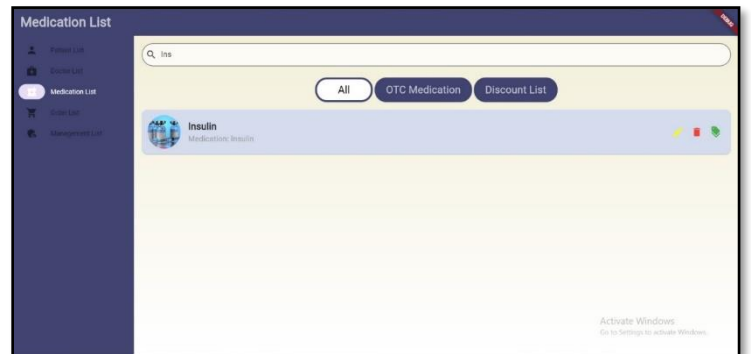 Medication List
DEBUG
Patient List
Doctor List
Medication List
Order List
Management List
Ins
All
OTC Medication
Discount List
Insulin
Medication: Insulin
Activate Windows
Go to Settings to activate Windows.